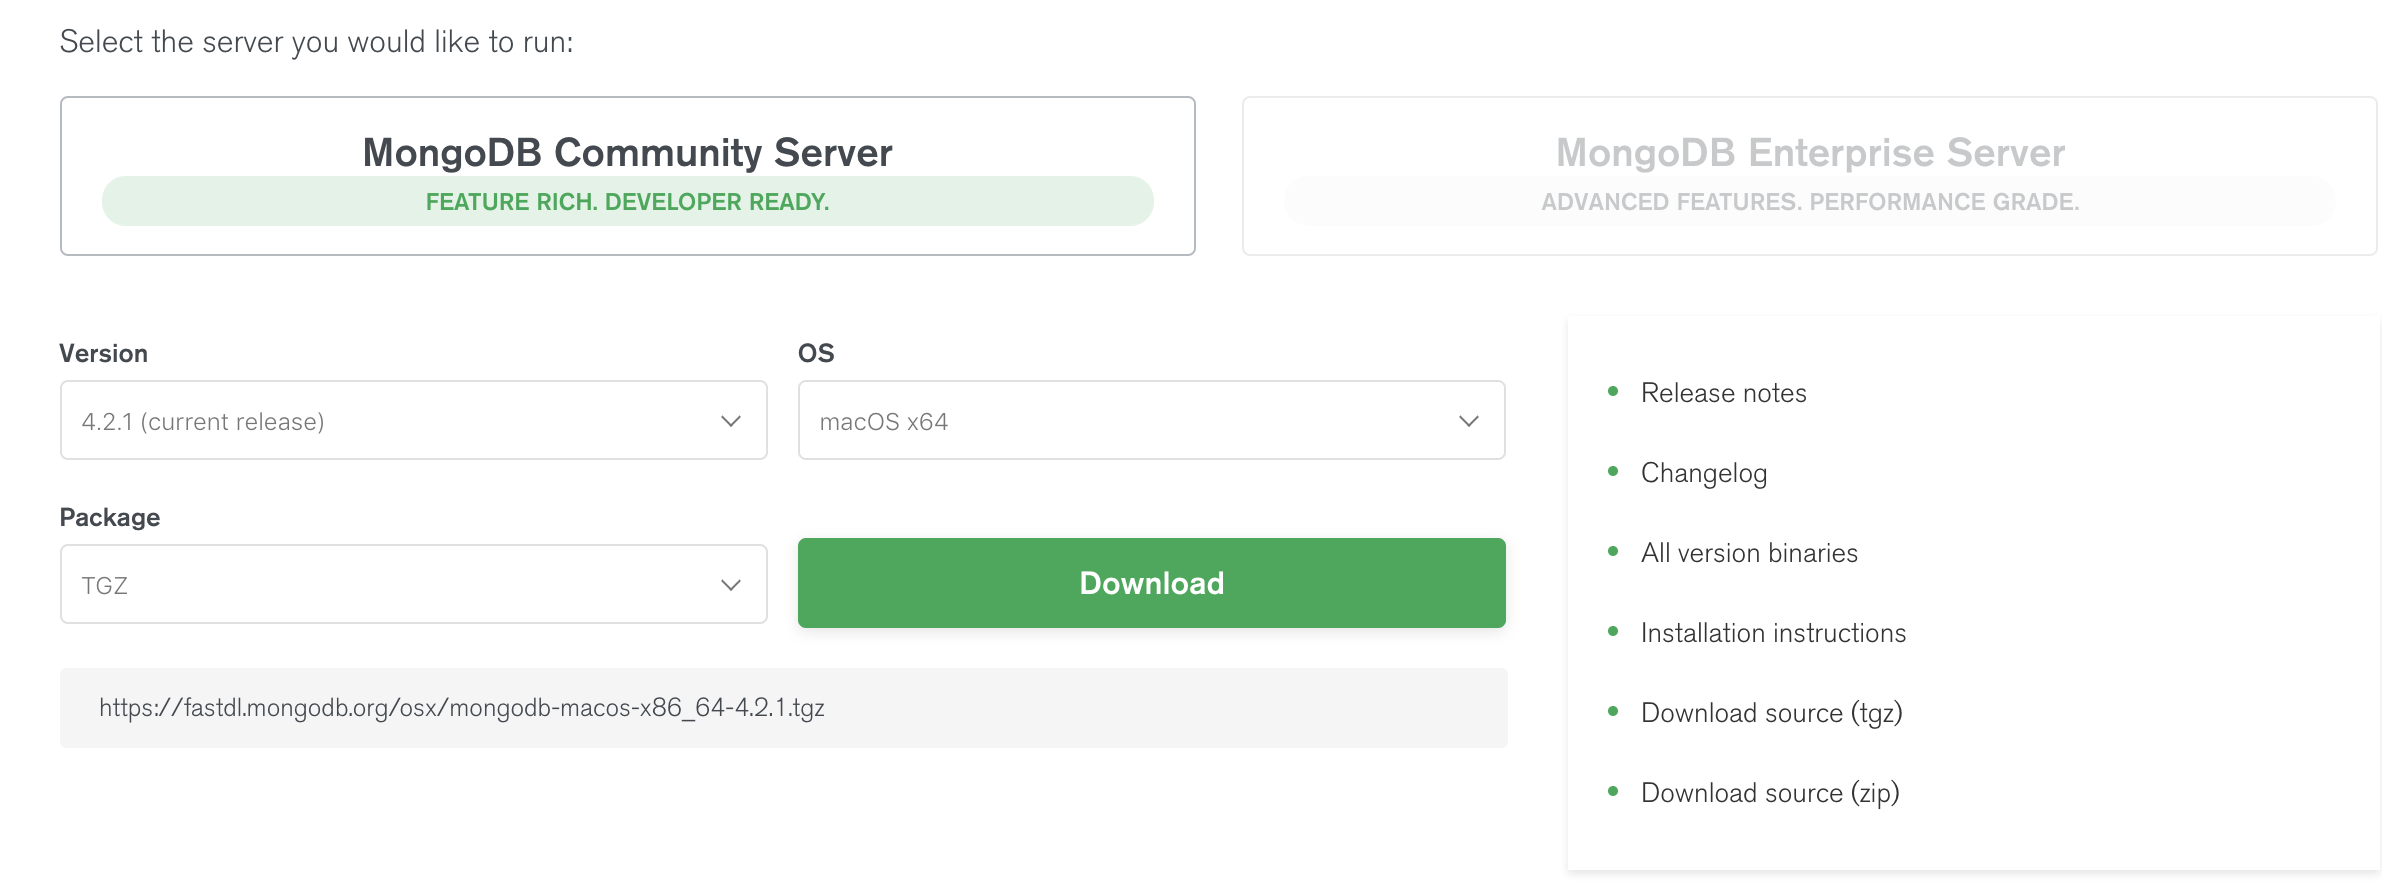 Select the server you would like to run:
MongoDB Community Server
FEATURE RICH. DEVELOPER READY.
MongoDB Enterprise Server
ADVANCED FEATURES. PERFORMANCE GRADE.
Version
4.2.1 (current release)
OS
macOS x64
Package
TGZ
Download
https://fastdl.mongodb.org/osx/mongodb-macos-x86_64-4.2.1.tgz
Release notes
Changelog
All version binaries
Installation instructions
Download source (tgz)
Download source (zip)